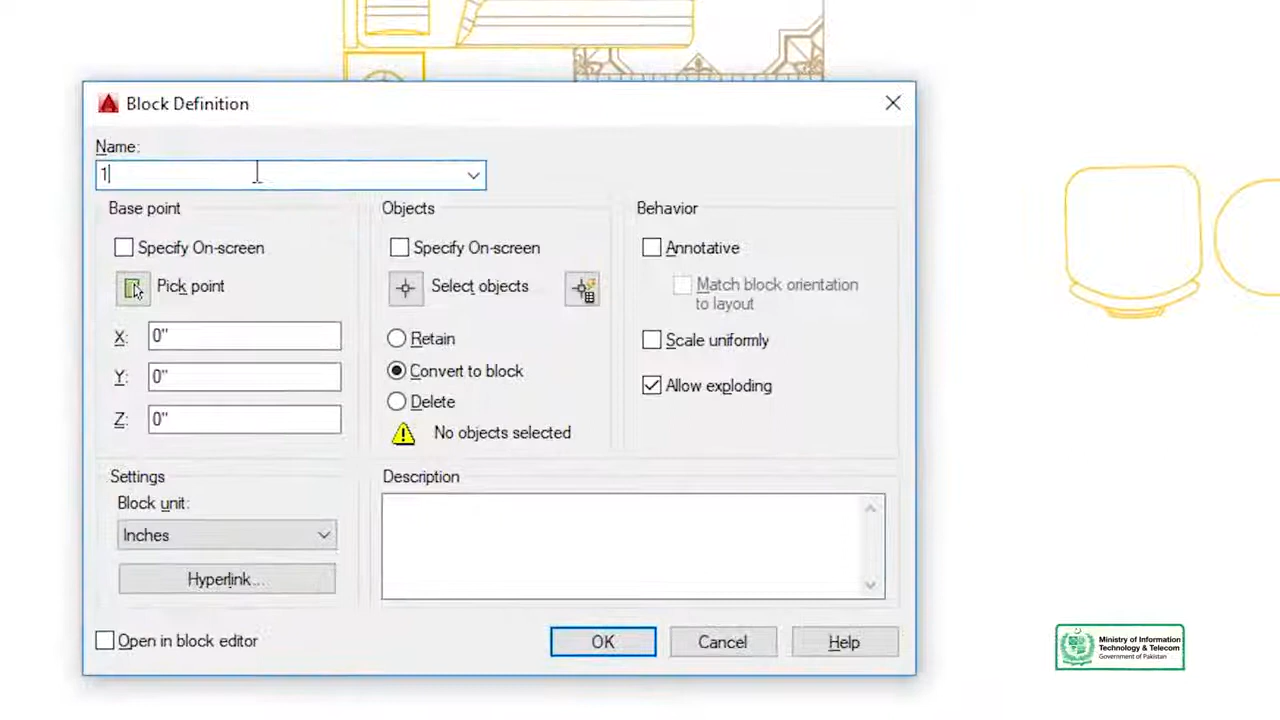 Block Definition
Name:
1
Base point
Objects
Behavior
Specify On-screen
Specify On-screen
Annotative
Pick point
Select objects
Match block orientation
to layout
X:
0"
Retain
Scale uniformly
Y:
0"
Convert to block
Allow exploding
Z:
0"
Delete
No objects selected
Settings
Description
Block unit:
Inches
Hyperlink...
Open in block editor
OK
Cancel
Help
Ministry of Information
Technology & Telecom
Government of Pakistan